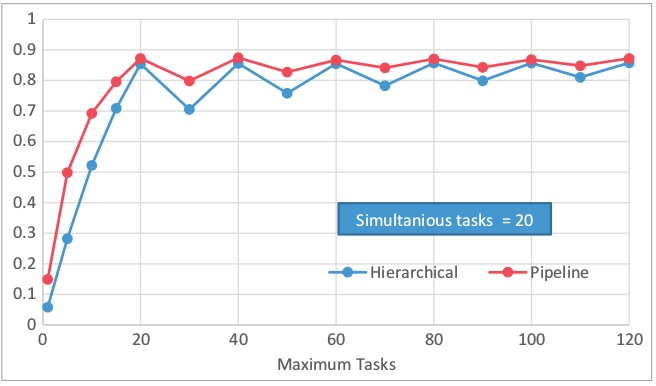 1
0.9
0.8
0.7
0.6
0.5
0.4
0.3
0.2
0.1
0
Simultanious tasks = 20
Hierarchical Pipeline
0 20 40 60 80 100 120
Maximum Tasks